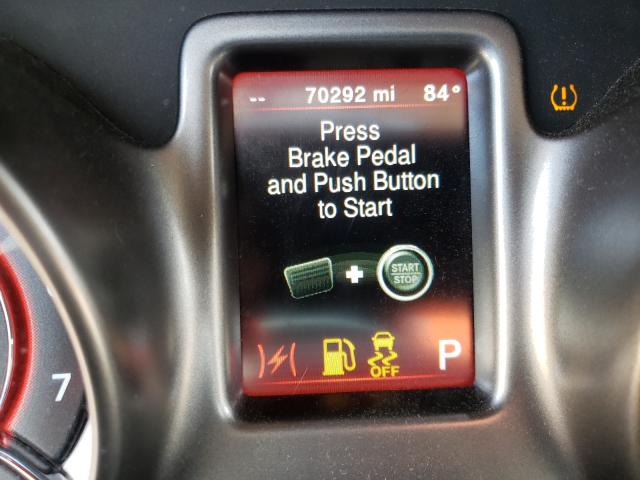 -- 70292 mi 84°
Press
Brake Pedal
and Push Button
to Start
START
STOP
OFF
P
7